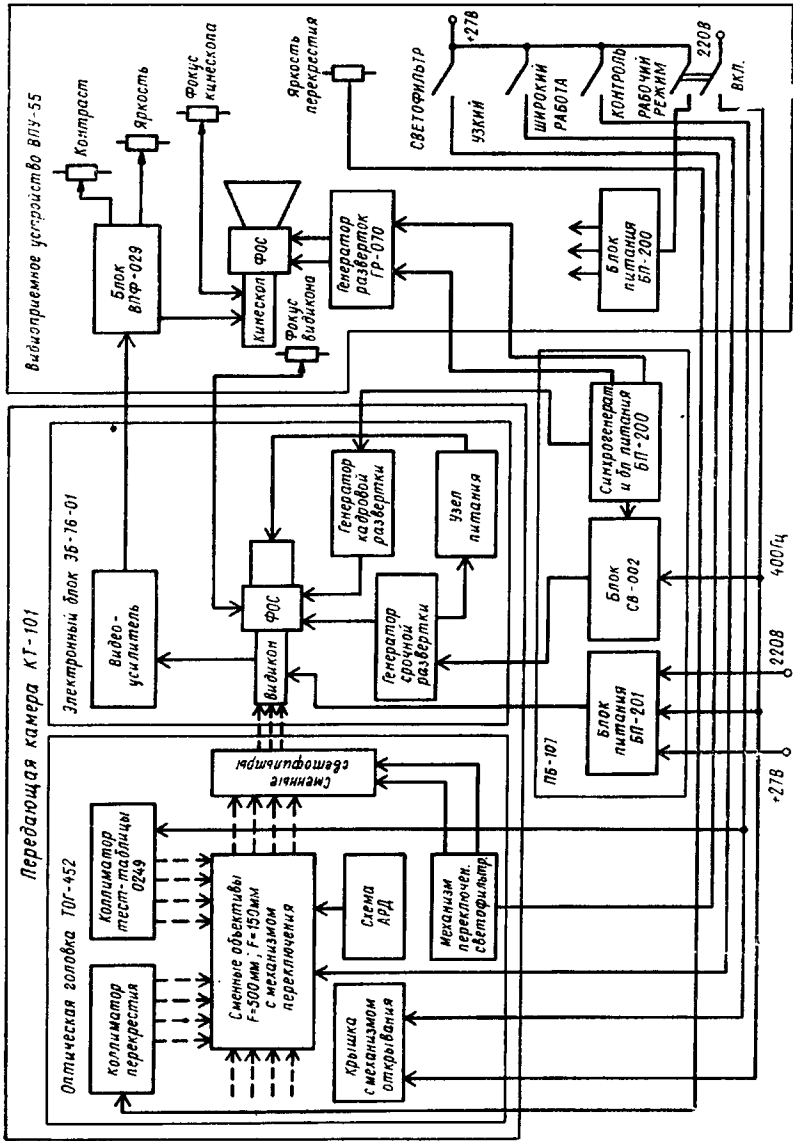 Передающая камера КТ-101
Оптическая головка ТОГ-452
Коллиматор
перекрестия
Коллиматор
тест-таблицы
0249
Сменные объективы
F=500мм; F=150мм
с механизмом
переключения
Сменные
светофильтры
Схема
АРД
Механизм
переключен.
светофильтр.
Крышка
с механизмом
открывания
Электронный блок ЭБ-76-01
Видео-
усилитель
Видикон
ФОС
Генератор
кадровой
развертки
Генератор
срочной
развертки
Узел
питания
Фокус
видикона
ПБ-107
Блок
питания
БП-201
Блок
СВ-002
Синхрогенерат
и бл питания
БП-200
+27В
220В
400Гц
Видиоприемное устройство ВПУ-55
Блок
ВПФ-029
Контраст
Яркость
Фокус
кинескопа
Кинескоп
ФОС
Генератор
разверток
ГР-070
Яркость
перекрестия
Блок
питания
БП-200
СВЕТОФИЛЬТР
УЗКИЙ
ШИРОКИЙ
РАБОТА
КОНТРОЛЬ
РАБОЧИЙ
РЕЖИМ
ВКЛ.
+27В
220В